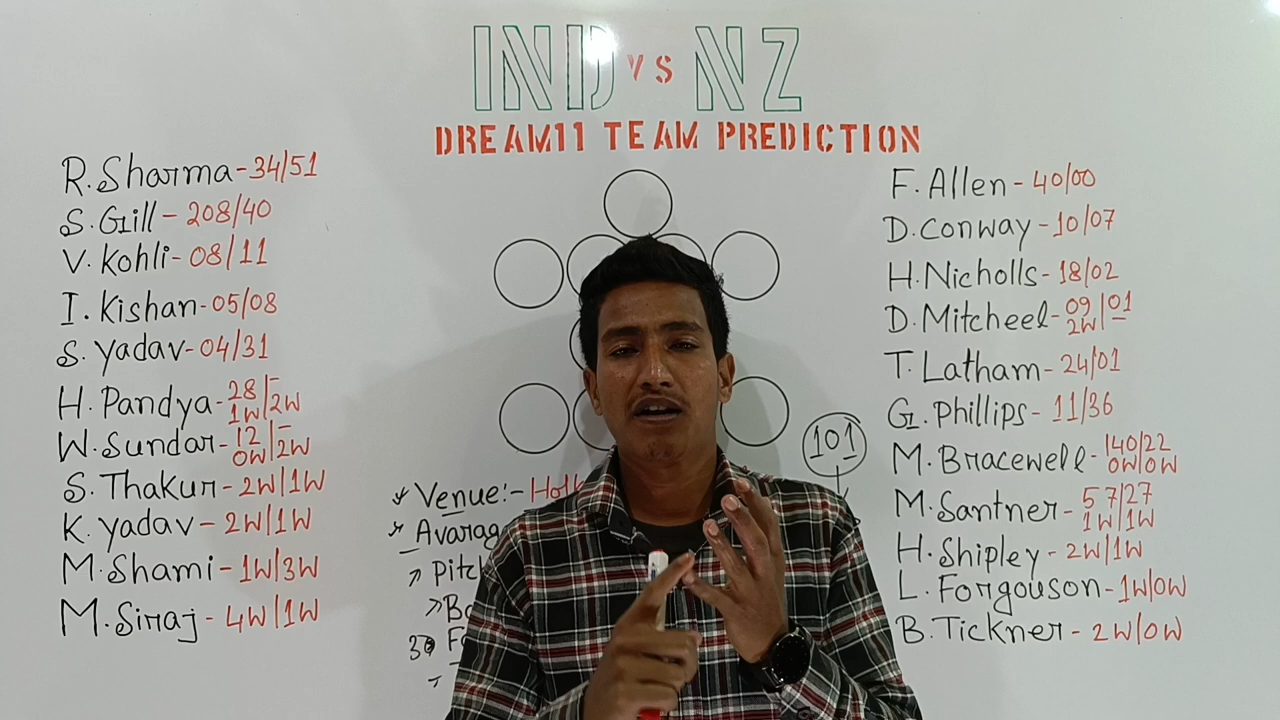 IND vs NZ
DREAM11 TEAM PREDICTION
R. Sharma - 34/51
S. Gill - 208/40
V. Kohli - 08/11
I. Kishan - 05/08
S. Yadav - 04/31
H. Pandya - 28/- 1W/2W
W. Sundar - 12/- 0W/2W
S. Thakur - 2W/1W
K. Yadav - 2W/1W
M. Shami - 1W/3W
M. Siraj - 4W/1W
Venue:-
Pitch
101
F. Allen - 40/00
D. Conway - 10/07
H. Nicholls - 18/02
D. Mitcheel - 09/01 2W/-
T. Latham - 24/01
G. Phillips - 11/36
M. Bracewell - 140/22 0W/0W
M. Santner - 57/27 1W/1W
H. Shipley - 2W/1W
L. Forgouson - 1W/0W
B. Tickner - 2W/0W